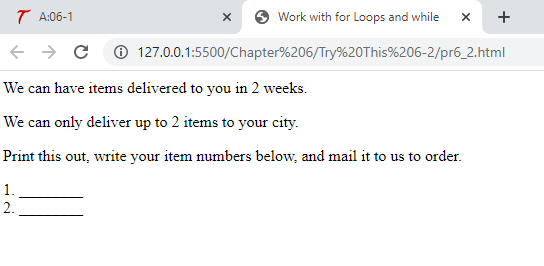 A:06-1
Work with for Loops and while
127.0.0.1:5500/Chapter%206/Try%20This%206-2/pr6_2.html
We can have items delivered to you in 2 weeks.
We can only deliver up to 2 items to your city.
Print this out, write your item numbers below, and mail it to us to order.
1. ________
2. ________